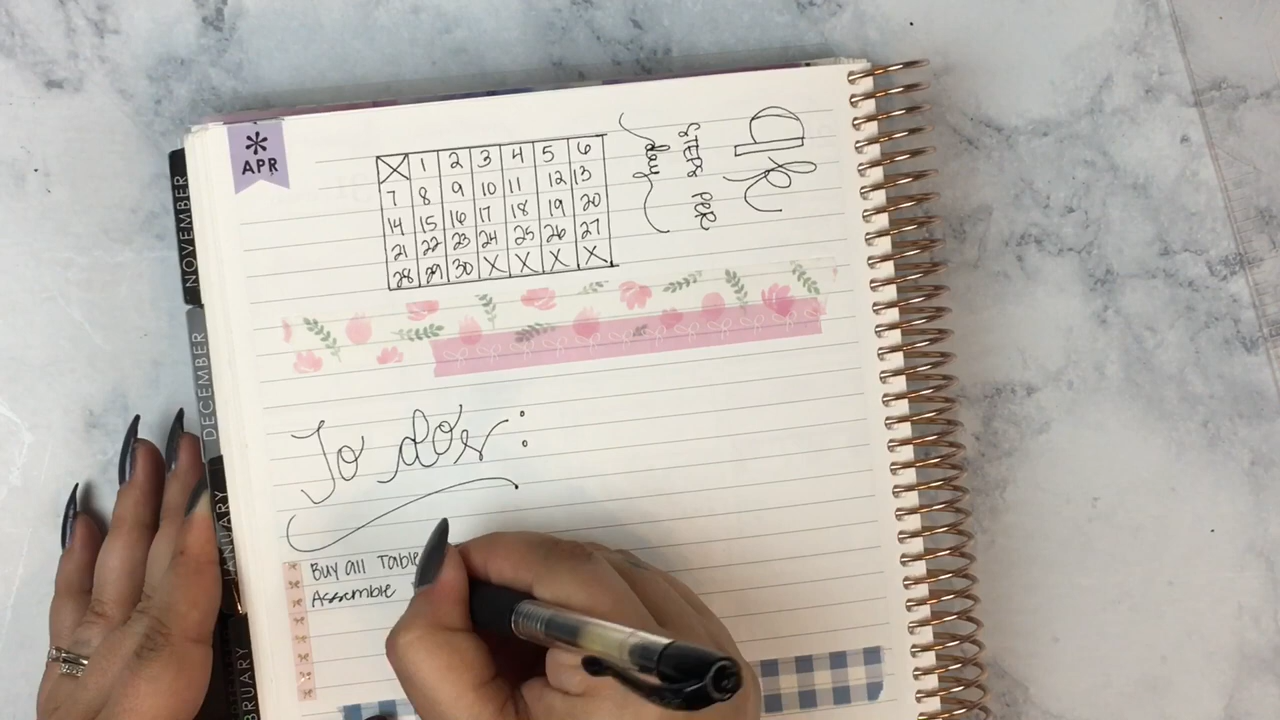 APR
X 1 2 3 4 5 6
7 8 9 10 11 12 13
14 15 16 17 18 19 20
21 22 23 24 25 26 27
28 29 30 X X X X
10K
STEPS PER
day
To do's:
Buy all Table
Assemble
NOVEMBER
DECEMBER
JANUARY
FEBRUARY